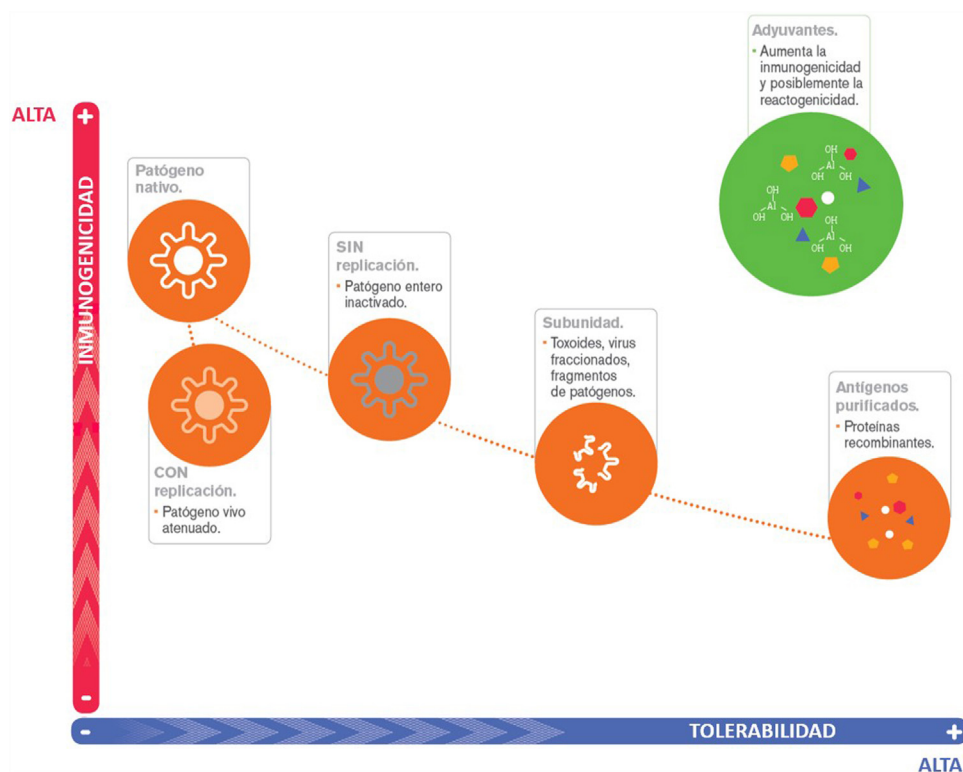 Adyuvantes.
• Aumenta la
inmunogenicidad
y posiblemente la
reactogenicidad.
ALTA
+
INMUNOGENICIDAD
-
Patógeno
nativo.
OH
Al
OH
OH
OH
Al
OH
OH
OH
Al
OH
OH
SIN
replicación.
• Patógeno entero
inactivado.
Subunidad.
• Toxoides, virus
fraccionados,
fragmentos
de patógenos.
Antígenos
purificados.
• Proteínas
recombinantes.
CON
replicación.
• Patógeno vivo
atenuado.
-
TOLERABILIDAD
+
ALTA